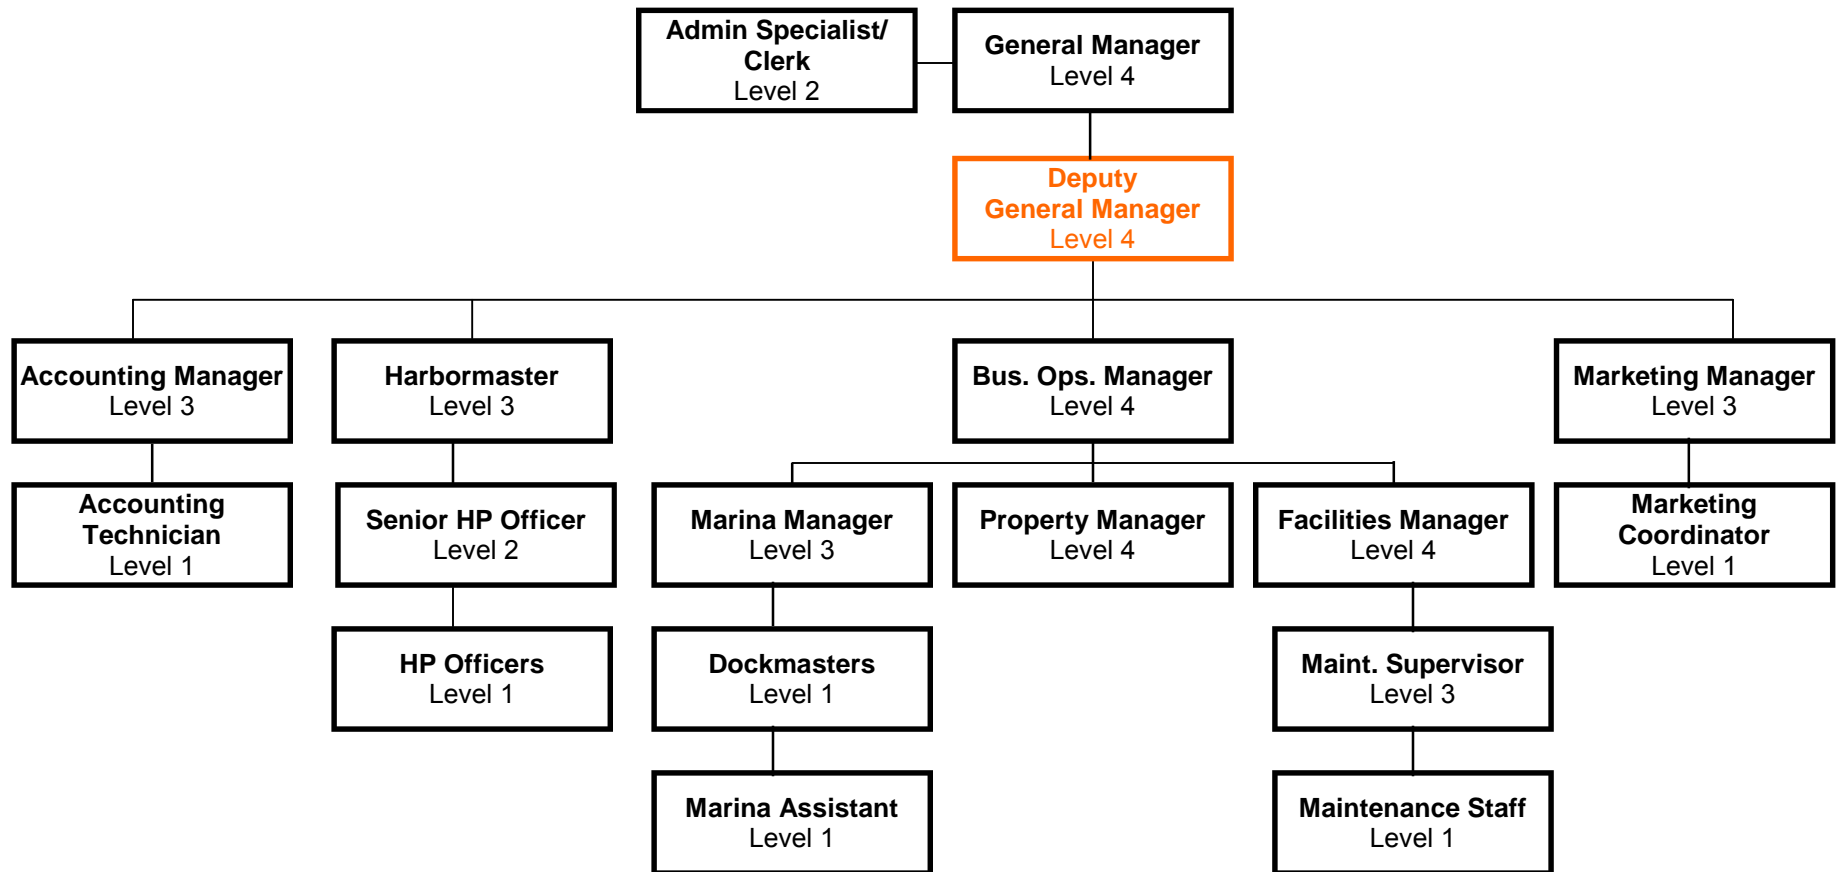 Admin Specialist/
Clerk
Level 2
General Manager
Level 4
Deputy
General Manager
Level 4
Accounting Manager
Level 3
Harbormaster
Level 3
Bus. Ops. Manager
Level 4
Marketing Manager
Level 3
Accounting
Technician
Level 1
Senior HP Officer
Level 2
Marina Manager
Level 3
Property Manager
Level 4
Facilities Manager
Level 4
Marketing
Coordinator
Level 1
HP Officers
Level 1
Dockmasters
Level 1
Maint. Supervisor
Level 3
Marina Assistant
Level 1
Maintenance Staff
Level 1